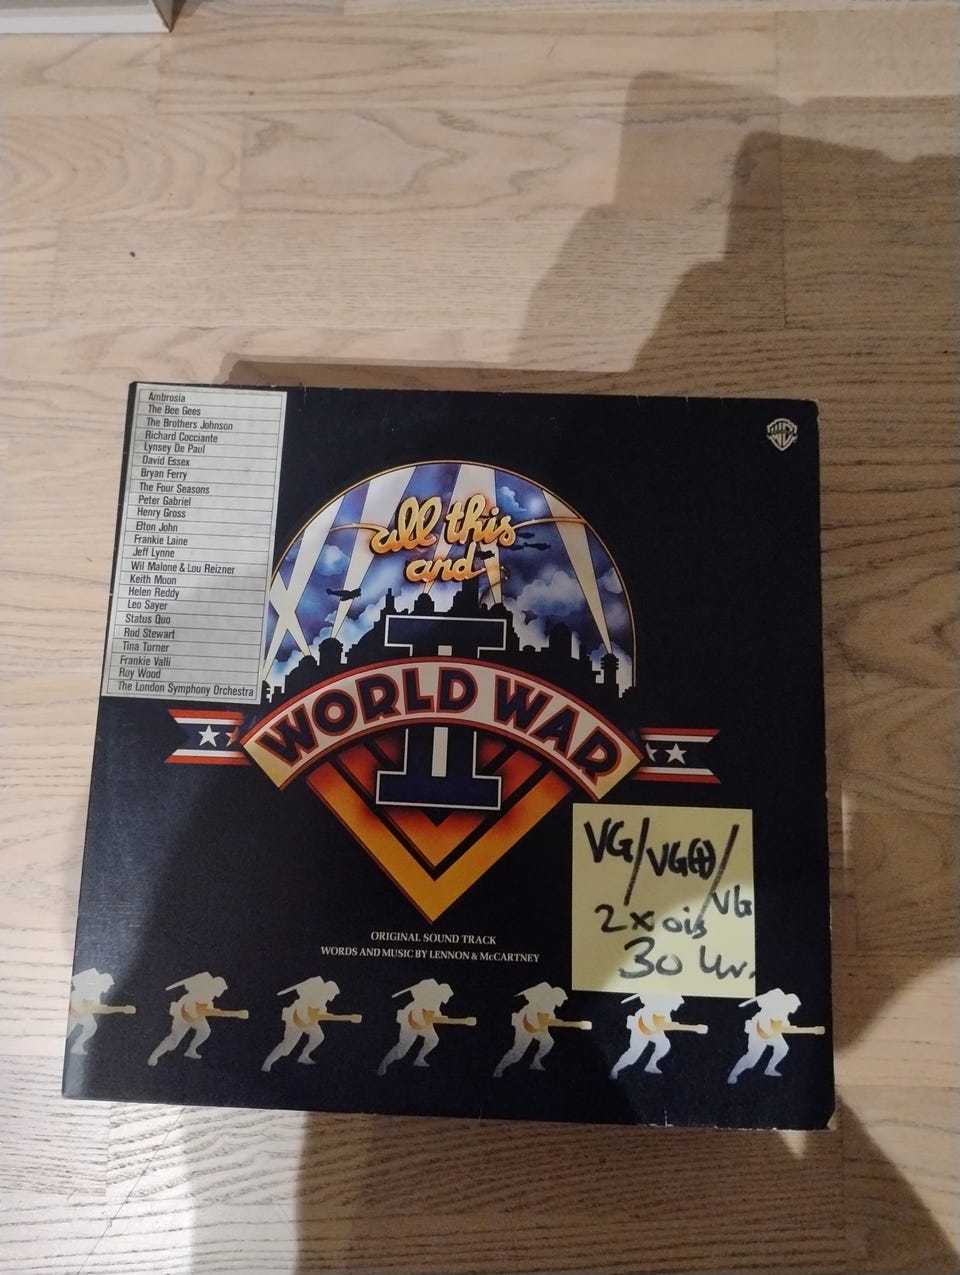 Ambrosia
The Bee Gees
The Brothers Johnson
Richard Cocciante
Lynsey De Paul
David Essex
Bryan Ferry
The Four Seasons
Peter Gabriel
Henry Gross
Elton John
Frankie Laine
Jeff Lynne
Wil Malone & Lou Reizner
Keith Moon
Helen Reddy
Leo Sayer
Status Quo
Rod Stewart
Tina Turner
Frankie Valli
Roy Wood
The London Symphony Orchestra
all this
and
WORLD WAR
II
ORIGINAL SOUND TRACK
WORDS AND MUSIC BY LENNON & McCARTNEY
VG/VG(+)/
VG
2x ois
30 kr.